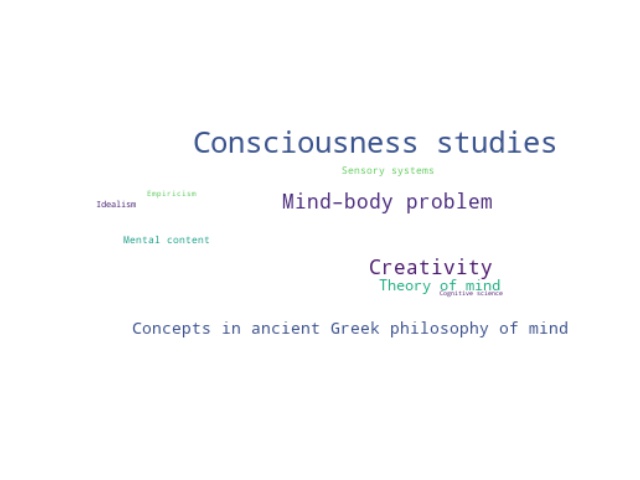 Consciousness studies
Sensory systems
Empiricism
Mind-body problem
Idealism
Mental content
Creativity
Theory of mind
Cognitive science
Concepts in ancient Greek philosophy of mind